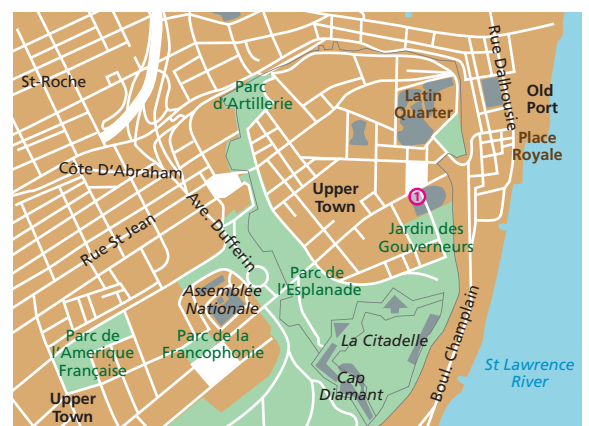 St-Roche
Parc
d'Artillerie
Latin
Quarter
Rue Dalhousie
Old
Port
Place
Royale
Côte D'Abraham
Upper
Town
1
Ave. Dufferin
Rue St Jean
Jardin des
Gouverneurs
Parc de
l'Esplanade
Assemblée
Nationale
Parc de
l'Amerique
Française
Parc de la
Francophonie
La Citadelle
Cap
Diamant
Boul. Champlain
St Lawrence
River
Upper
Town